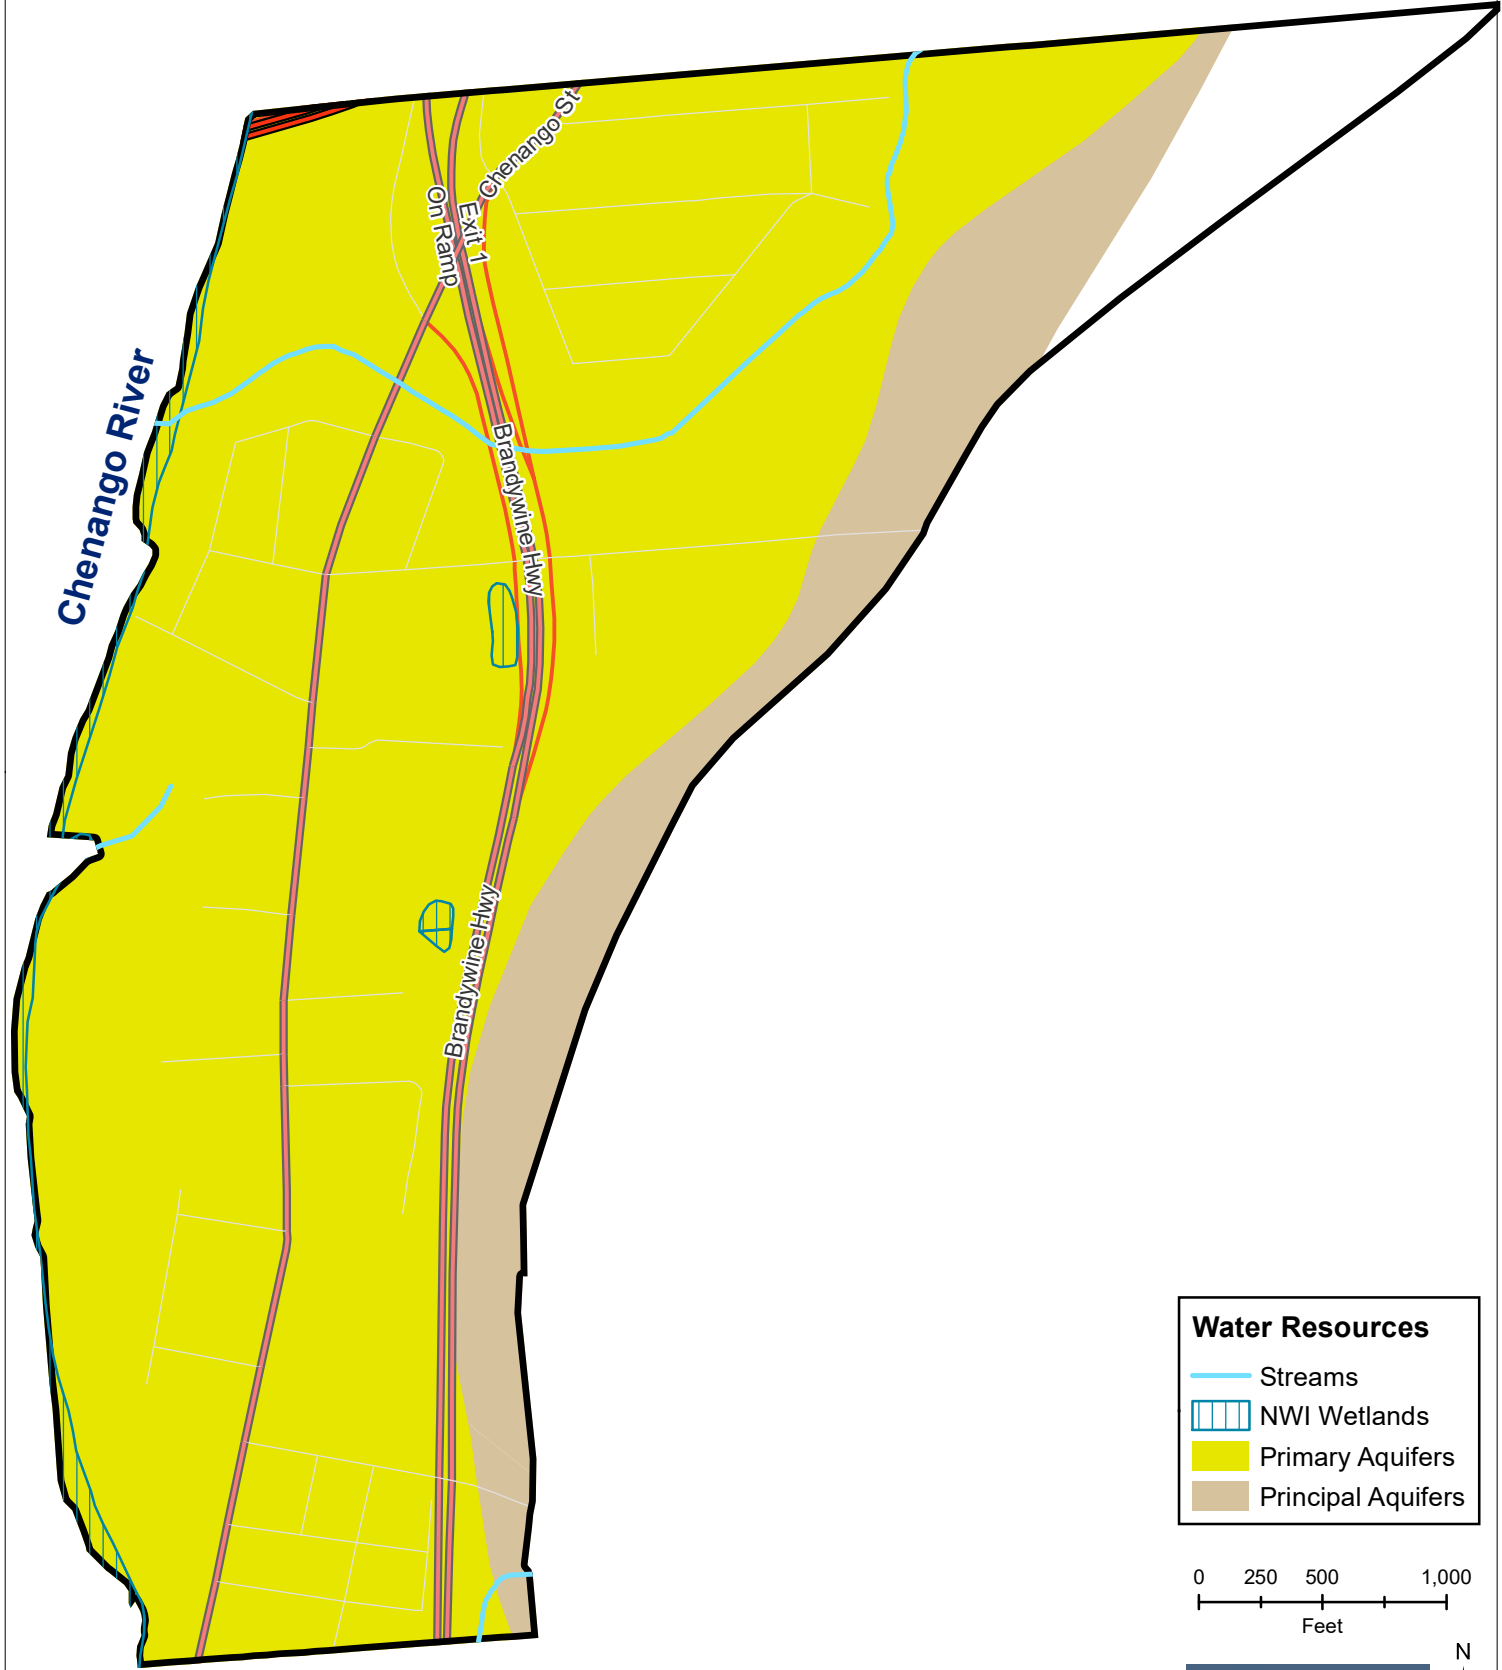 Chenango St
Exit 1
On Ramp
Chenango River
Brandywine Hwy
Brandywine Hwy
Water Resources
Streams
NWI Wetlands
Primary Aquifers
Principal Aquifers
0 250 500 1,000
Feet
N